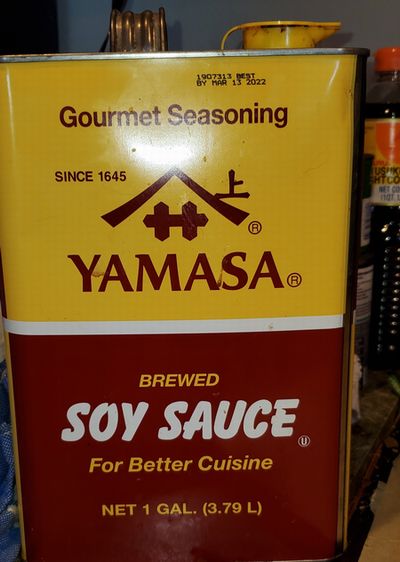 1907313 BEST
BY MAR 13 2022
Gourmet Seasoning
SINCE 1645
上
®
YAMASA®
BREWED
SOY SAUCE
For Better Cuisine
NET 1 GAL. (3.79 L)